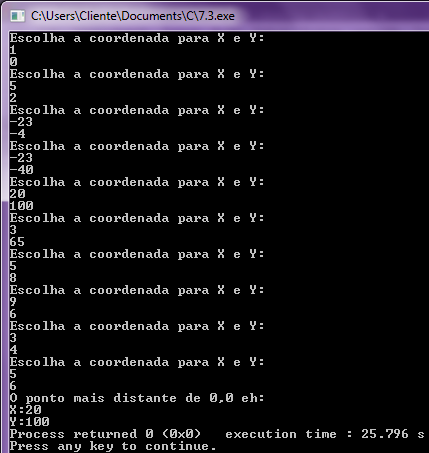 C:\Users\Cliente\Documents\C\7.3.exe
Escolha a coordenada para X e Y:
1
0
Escolha a coordenada para X e Y:
5
2
Escolha a coordenada para X e Y:
-23
-4
Escolha a coordenada para X e Y:
-23
-40
Escolha a coordenada para X e Y:
20
100
Escolha a coordenada para X e Y:
3
65
Escolha a coordenada para X e Y:
5
8
Escolha a coordenada para X e Y:
9
6
Escolha a coordenada para X e Y:
3
4
Escolha a coordenada para X e Y:
5
6
O ponto mais distante de 0,0 eh:
X:20
Y:100
Process returned 0 (0x0)   execution time : 25.796 s
Press any key to continue.